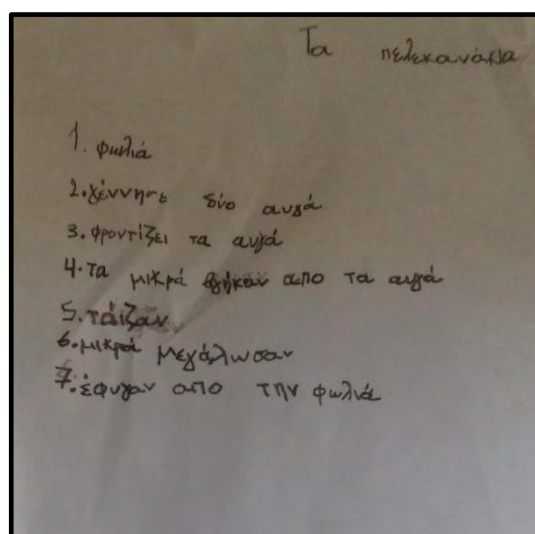 Τα πελεκανάκια
1. φωλιά
2. γέννησε δύο αυγά
3. φροντίζει τα αυγά
4. τα μικρά βγήκαν απο τα αυγά
5. τάιζαν
6. μικρά μεγάλωσαν
7. έφυγαν απο την φωλιά